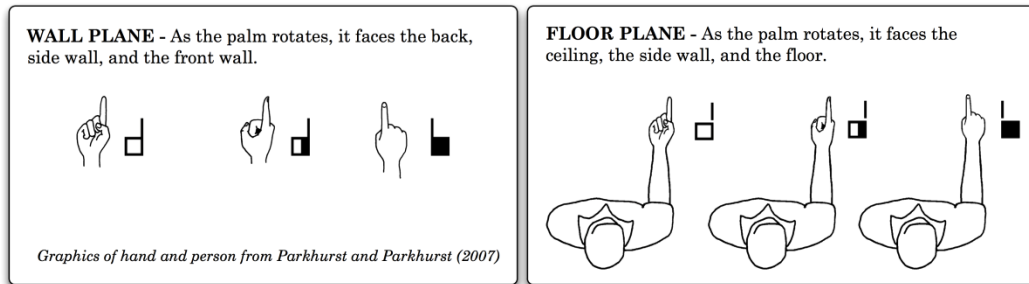 WALL PLANE - As the palm rotates, it faces the back,
side wall, and the front wall.
Graphics of hand and person from Parkhurst and Parkhurst (2007)
FLOOR PLANE - As the palm rotates, it faces the
ceiling, the side wall, and the floor.